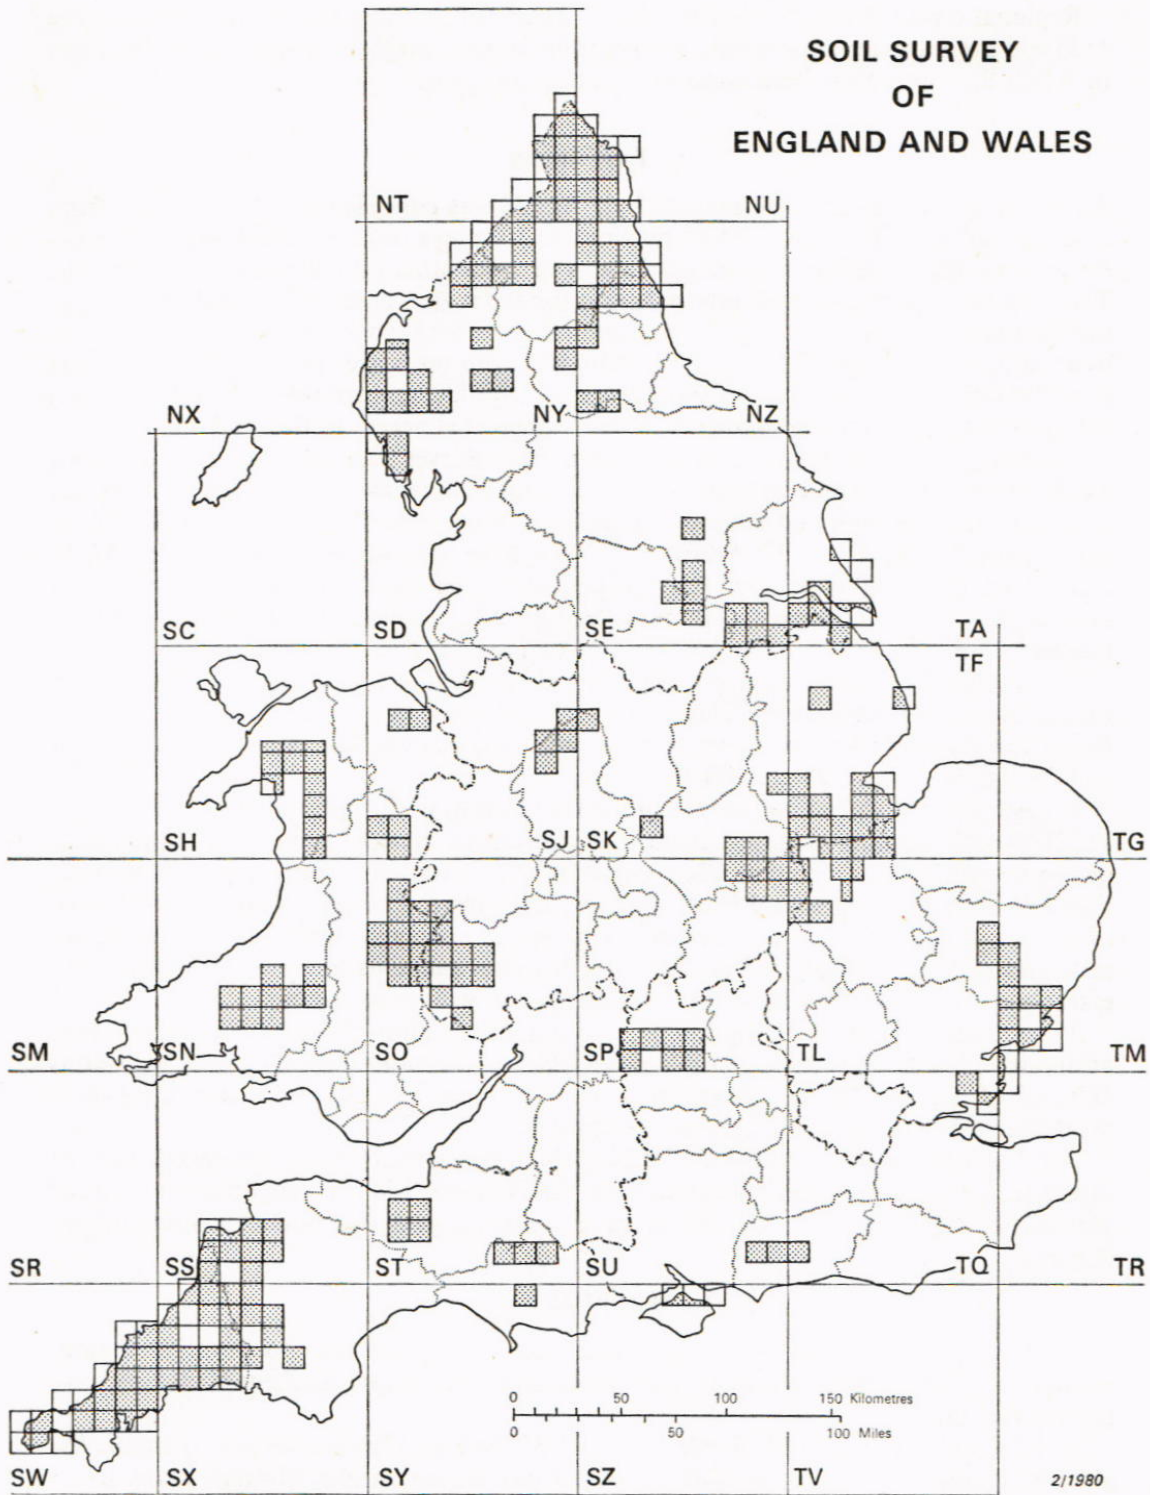 SOIL SURVEY
OF
ENGLAND AND WALES
NT NU
NX NY NZ
SC SD SE TA
TF
SH SJ SK TG
SM SN SO SP TL TM
SR SS ST SU TQ TR
0 50 100 150 Kilometres
0 50 100 Miles
SW SX SY SZ TV
2/1980